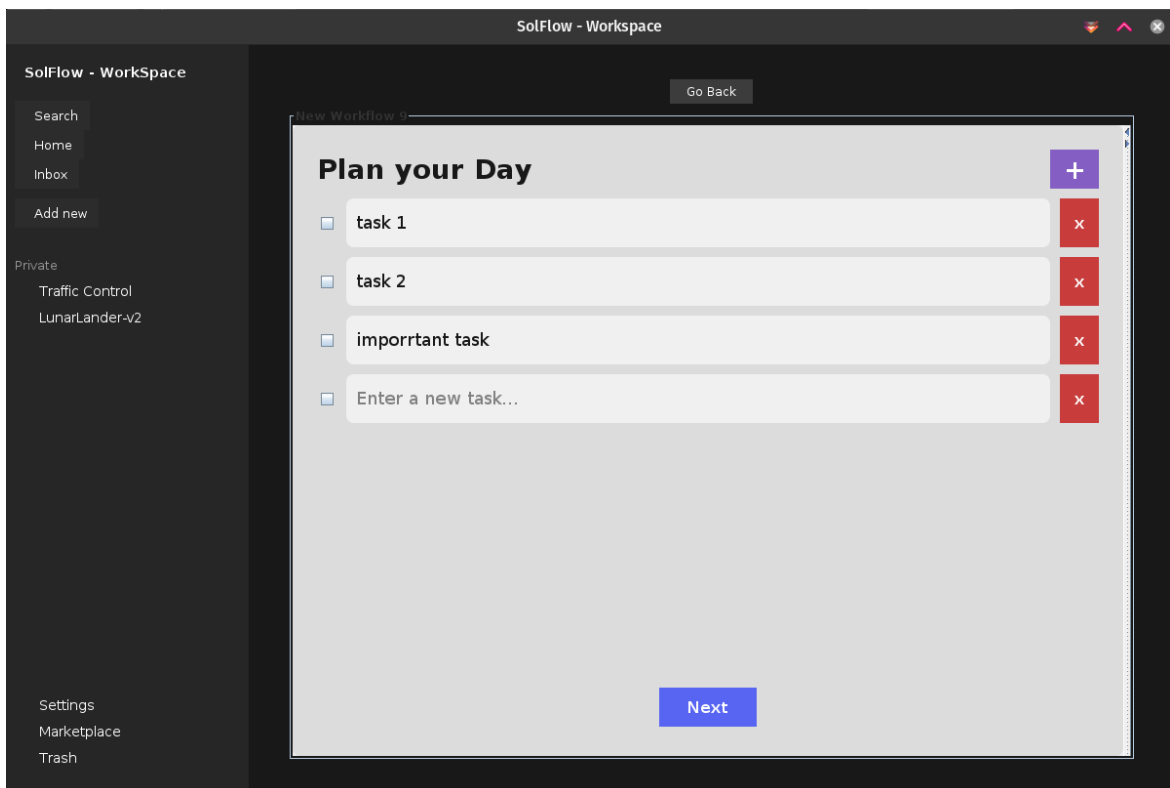 SolFlow - Workspace
SolFlow - WorkSpace
Search
Home
Inbox
Add new
Private
Traffic Control
LunarLander-v2
Settings
Marketplace
Trash
Go Back
New Workflow 9
Plan your Day
+
task 1
x
task 2
x
imporrtant task
x
Enter a new task...
x
Next